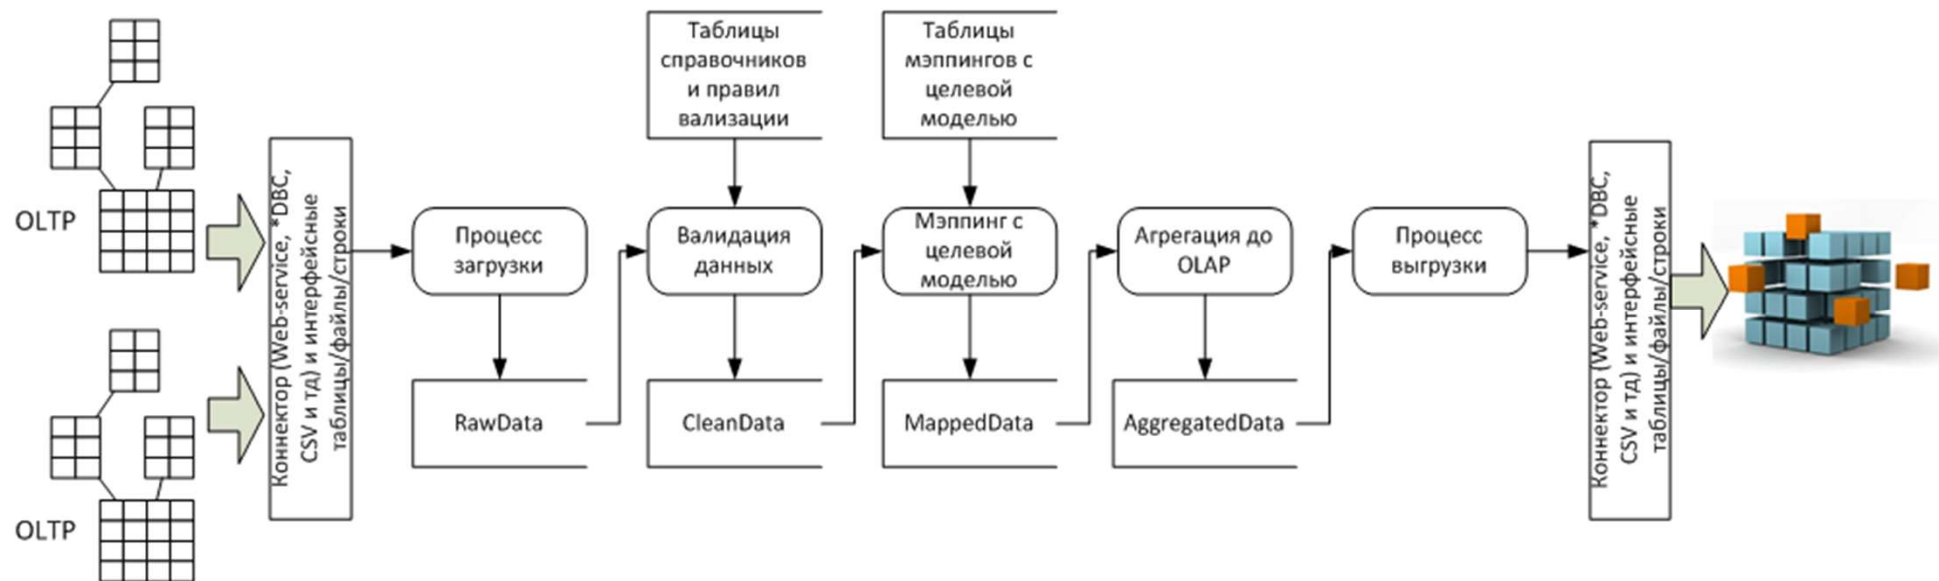 OLTP
OLTP
Коннектор (Web-service, *DBC,
CSV и тд) и интерфейсные
таблицы/файлы/строки
Процесс
загрузки
RawData
Таблицы
справочников
и правил
вализации
Валидация
данных
CleanData
Таблицы
мэппингов с
целевой
моделью
Мэппинг с
целевой
моделью
MappedData
Агрегация до
OLAP
AggregatedData
Процесс
выгрузки
Коннектор (Web-service, *DBC,
CSV и тд) и интерфейсные
таблицы/файлы/строки